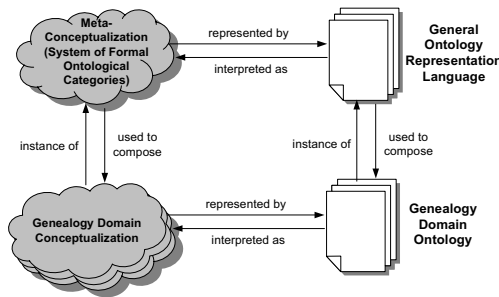 Meta-
Conceptualization
(System of Formal
Ontological
Categories)
represented by
interpreted as
General
Ontology
Representation
Language
instance of
used to
compose
instance of
used to
compose
Genealogy Domain
Conceptualization
represented by
interpreted as
Genealogy
Domain
Ontology